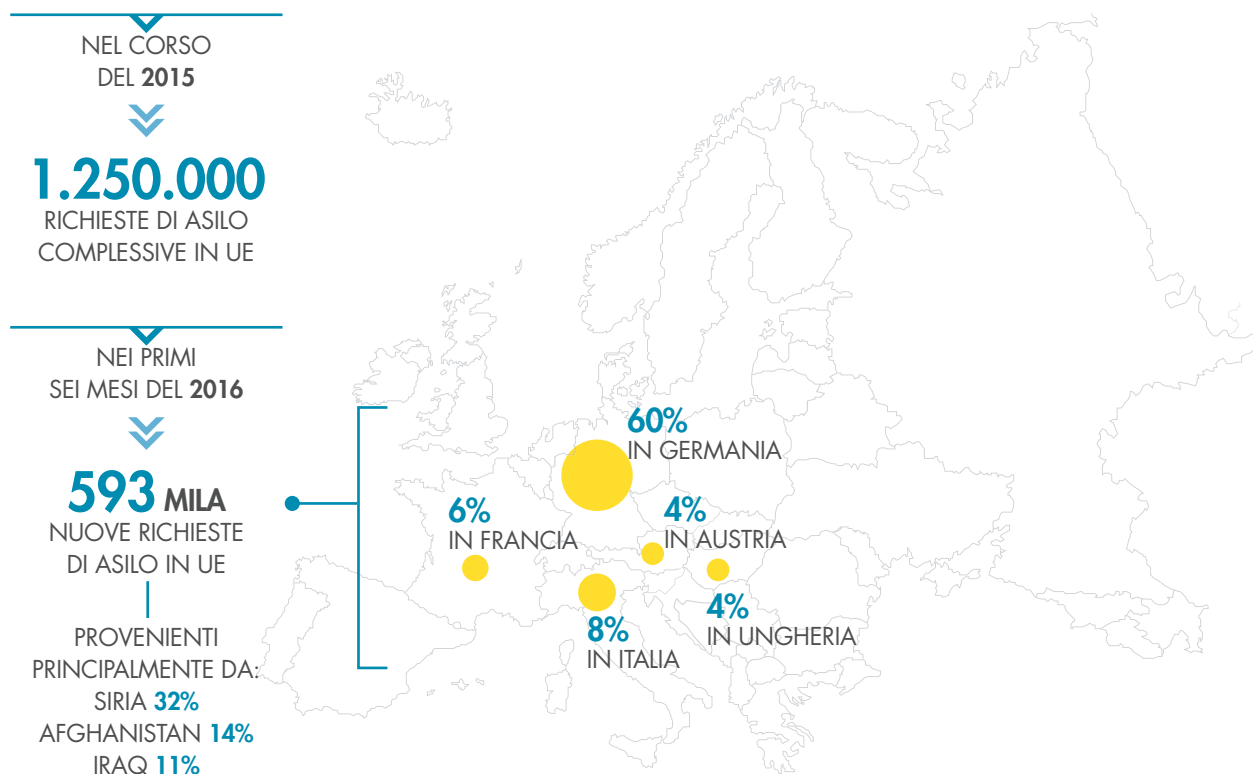 NEL CORSO
DEL 2015
1.250.000
RICHIESTE DI ASILO
COMPLESSIVE IN UE
NEI PRIMI
SEI MESI DEL 2016
593 MILA
NUOVE RICHIESTE
DI ASILO IN UE
PROVENIENTI
PRINCIPALMENTE DA:
SIRIA 32%
AFGHANISTAN 14%
IRAQ 11%
60%
IN GERMANIA
6%
IN FRANCIA
4%
IN AUSTRIA
4%
IN UNGHERIA
8%
IN ITALIA